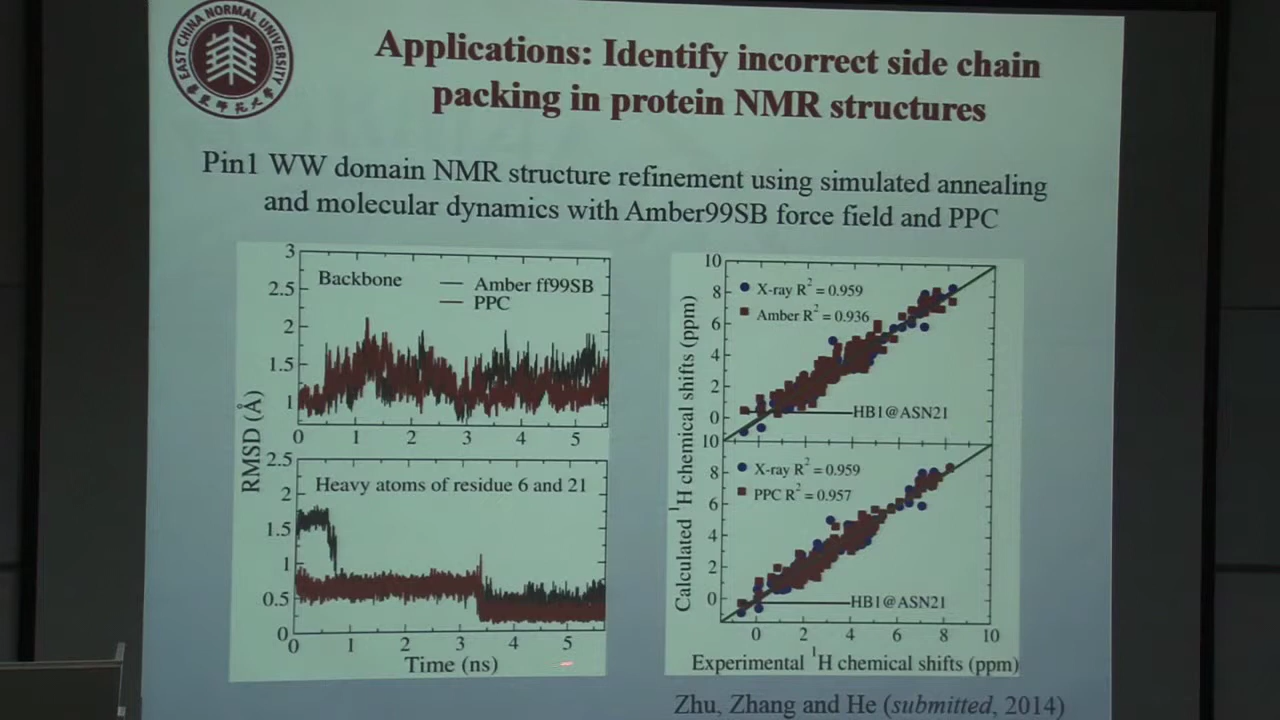 EAST CHINA NORMAL UNIVERSITY
華東師范大學
Applications: Identify incorrect side chain
packing in protein NMR structures
Pin1 WW domain NMR structure refinement using simulated annealing
and molecular dynamics with Amber99SB force field and PPC
3
Backbone
Amber ff99SB
2.5
PPC
2
1.5
1
0 1 2 3 4 5
RMSD (Å)
2.5
Heavy atoms of residue 6 and 21
2
1.5
1
0.5
0
0 1 2 3 4 5
Time (ns)
10
X-ray R² = 0.959
8
Amber R² = 0.936
6
4
2
HB1@ASN21
0
10
X-ray R² = 0.959
8
PPC R² = 0.957
6
4
2
HB1@ASN21
0
0 2 4 6 8 10
Calculated ¹H chemical shifts (ppm)
Experimental ¹H chemical shifts (ppm)
Zhu, Zhang and He (submitted, 2014)